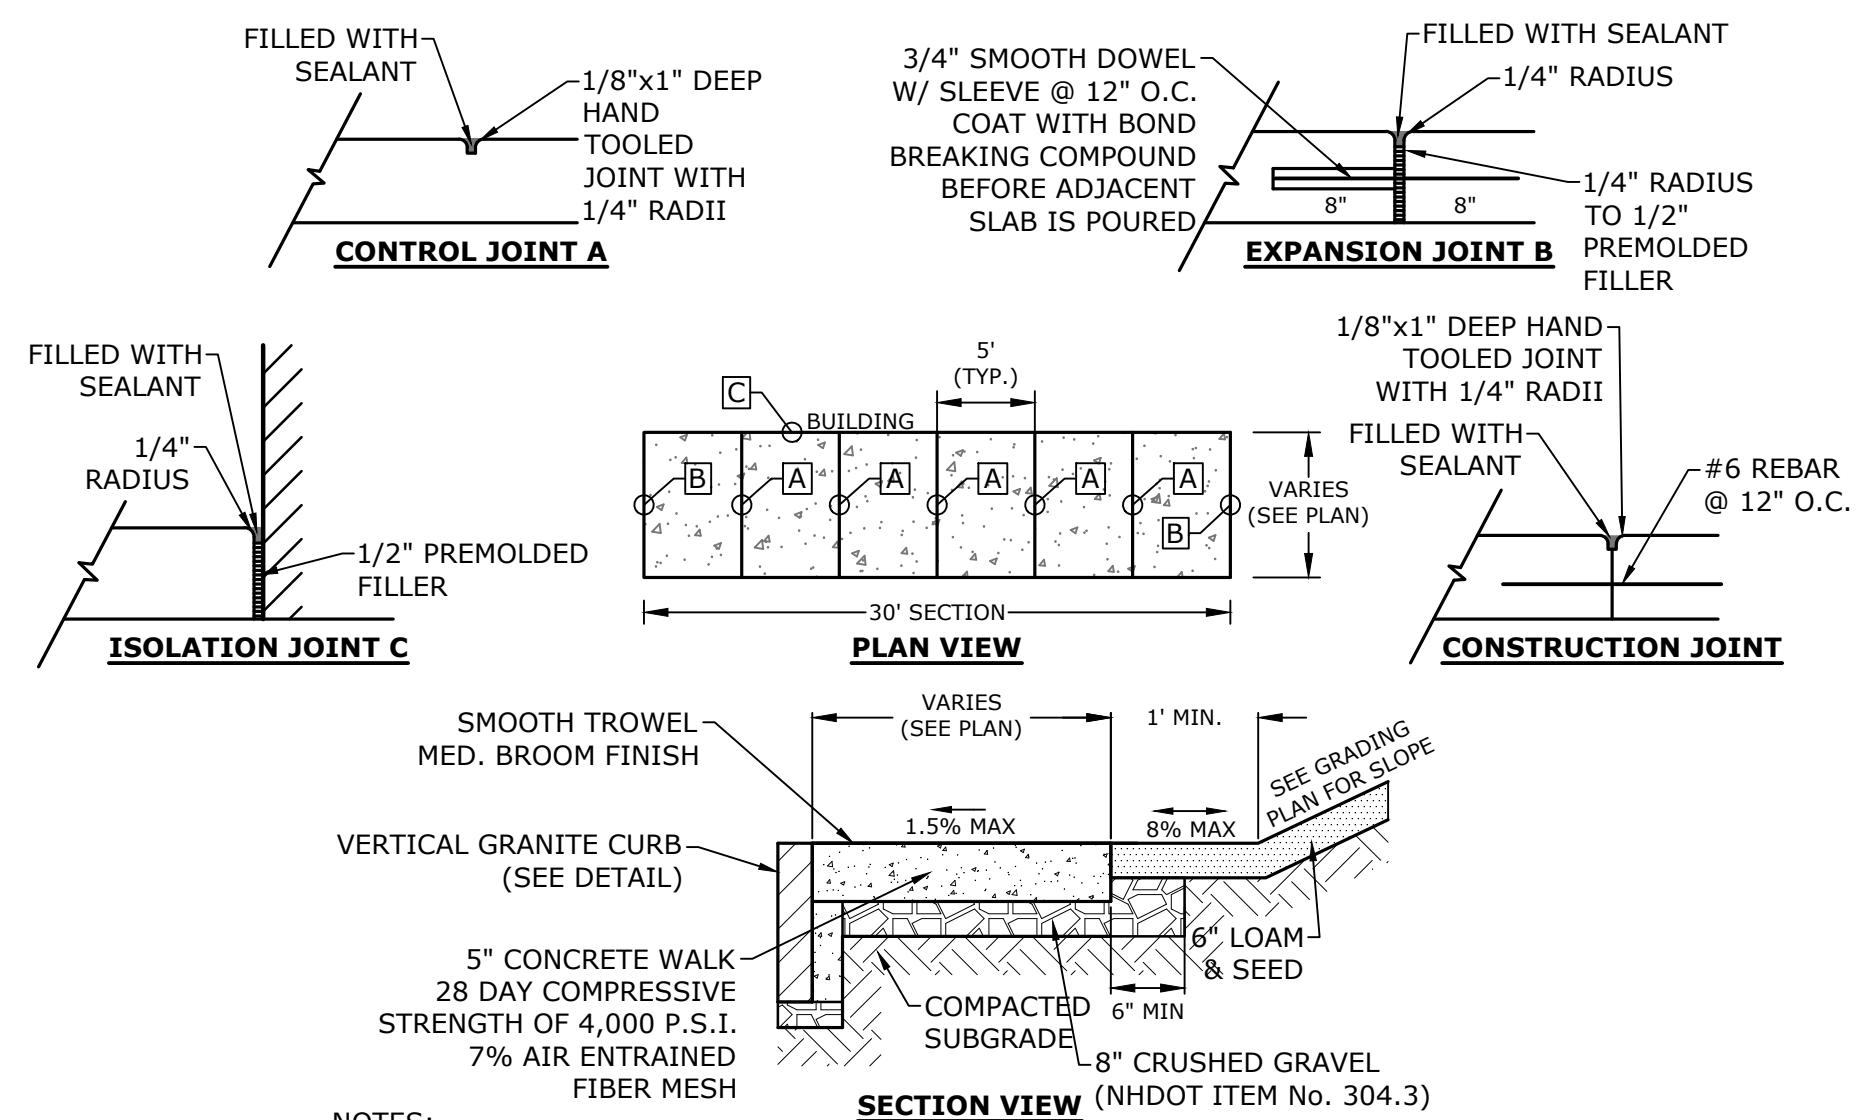 FILLED WITH
SEALANT
1/8"x1" DEEP
HAND
TOOLED
JOINT WITH
1/4" RADII
CONTROL JOINT A
3/4" SMOOTH DOWEL
W/ SLEEVE @ 12" O.C.
COAT WITH BOND
BREAKING COMPOUND
BEFORE ADJACENT
SLAB IS POURED
FILLED WITH SEALANT
1/4" RADIUS
1/4" RADIUS
TO 1/2"
PREMOLDED
FILLER
8"
8"
EXPANSION JOINT B
FILLED WITH
SEALANT
1/4"
RADIUS
1/2" PREMOLDED
FILLER
ISOLATION JOINT C
5'
(TYP.)
C
BUILDING
B
A
A
A
A
A
B
VARIES
(SEE PLAN)
30' SECTION
PLAN VIEW
1/8"x1" DEEP HAND
TOOLED JOINT
WITH 1/4" RADII
FILLED WITH
SEALANT
#6 REBAR
@ 12" O.C.
CONSTRUCTION JOINT
SMOOTH TROWEL
MED. BROOM FINISH
VARIES
(SEE PLAN)
1' MIN.
SEE GRADING
PLAN FOR SLOPE
1.5% MAX
8% MAX
VERTICAL GRANITE CURB
(SEE DETAIL)
5" CONCRETE WALK
28 DAY COMPRESSIVE
STRENGTH OF 4,000 P.S.I.
7% AIR ENTRAINED
FIBER MESH
COMPACTED
SUBGRADE
6" LOAM
& SEED
6" MIN
8" CRUSHED GRAVEL
(NHDOT ITEM No. 304.3)
SECTION VIEW
NOTES: